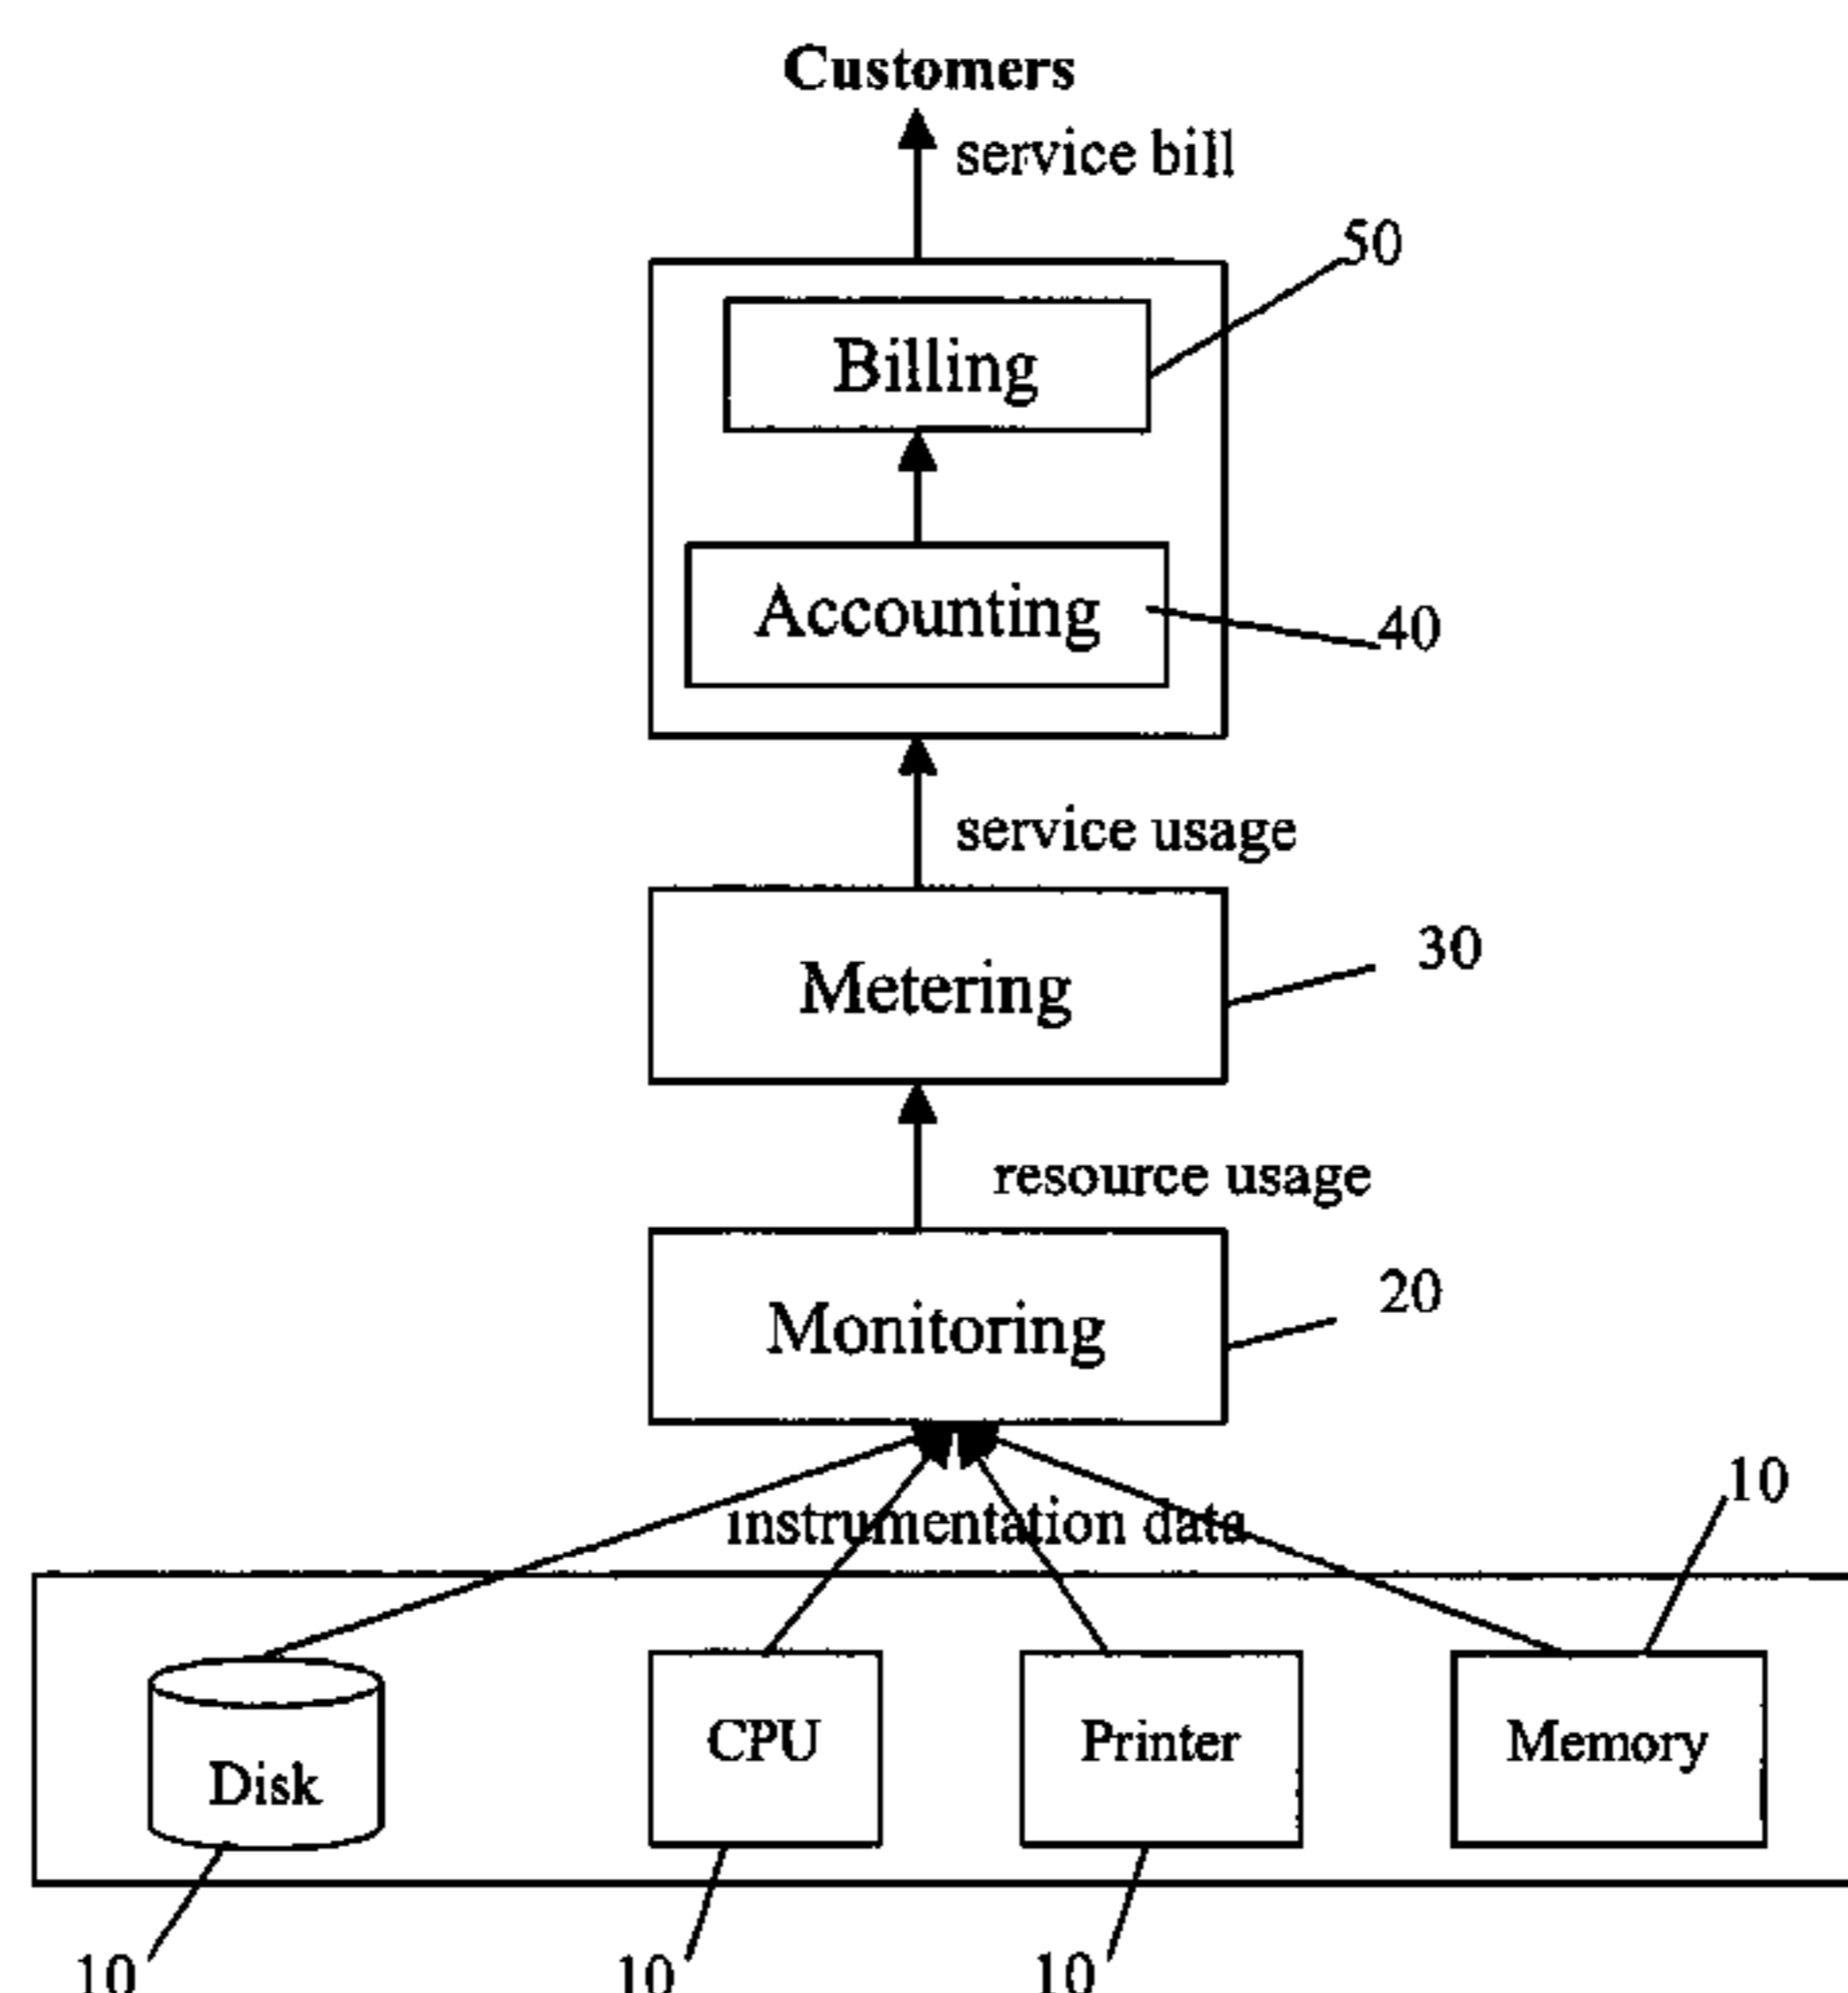 Customers
service bill
50
Billing
Accounting
40
service usage
30
Metering
resource usage
20
Monitoring
10
instrumentation data
CPU
Printer
Memory
Disk
10
10
10